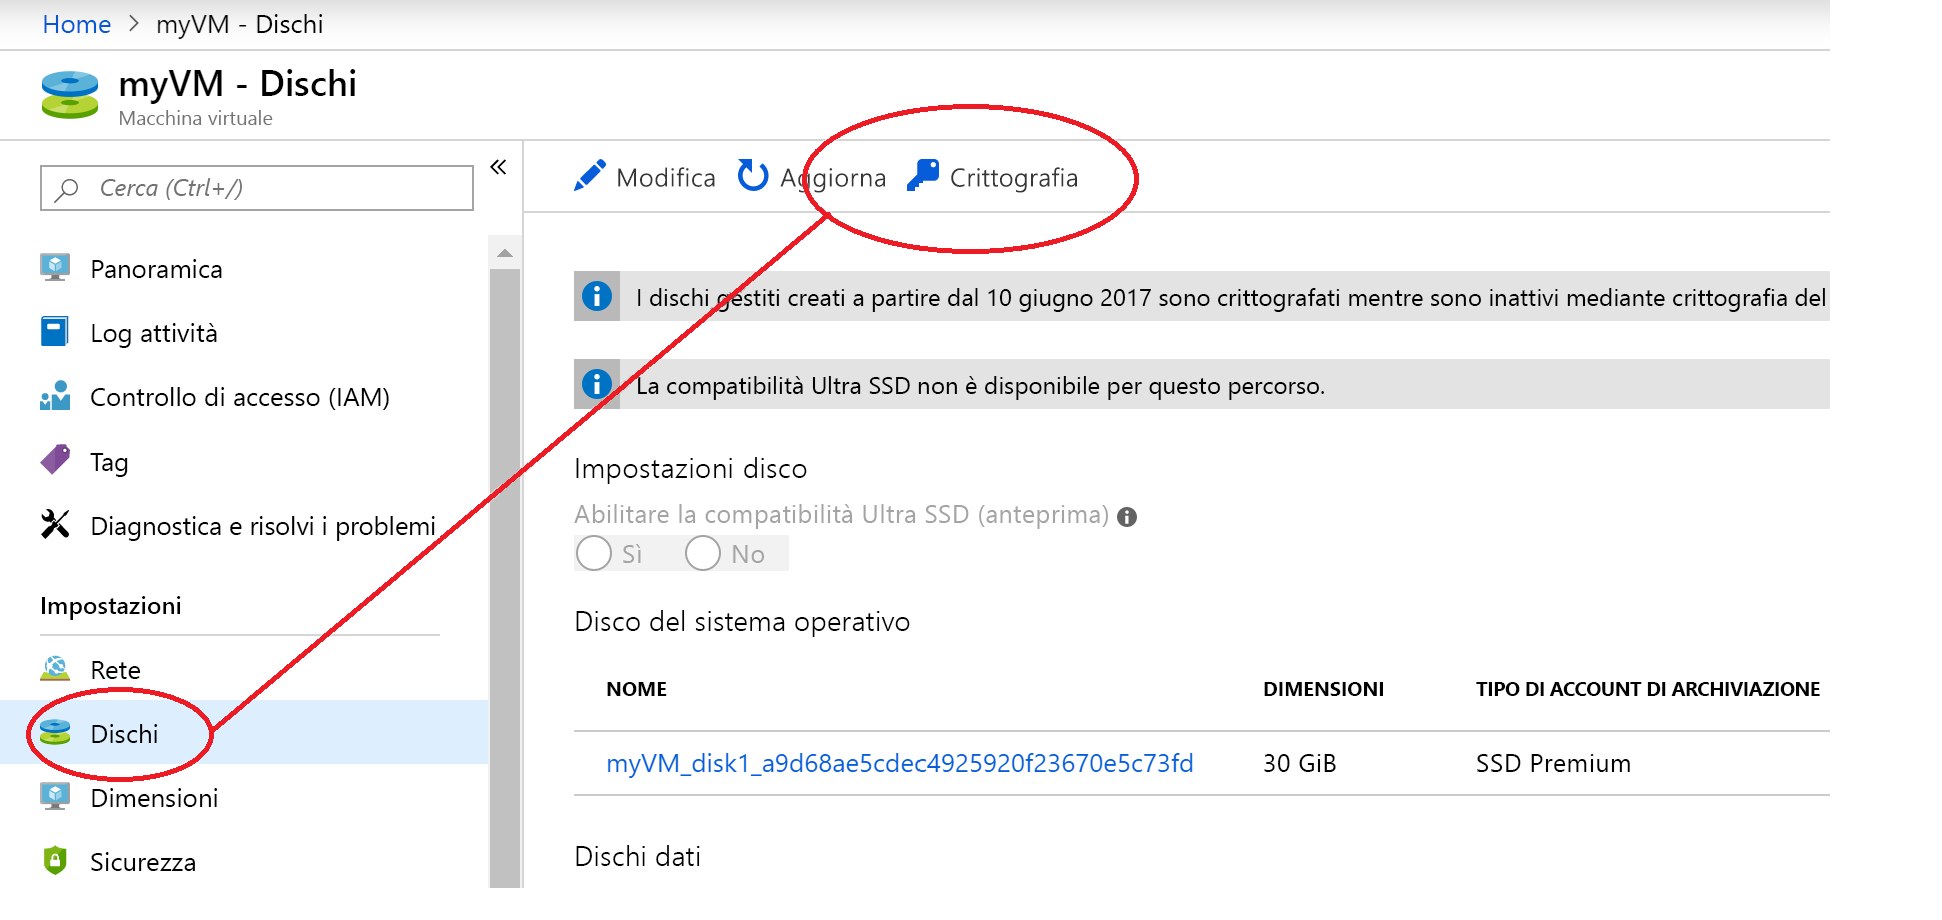 Home > myVM - Dischi
myVM - Dischi
Macchina virtuale
Cerca (Ctrl+/)
«
Panoramica
Log attività
Controllo di accesso (IAM)
Tag
Diagnostica e risolvi i problemi
Impostazioni
Rete
Dischi
Dimensioni
Sicurezza
Modifica Aggiorna Crittografia
I dischi gestiti creati a partire dal 10 giugno 2017 sono crittografati mentre sono inattivi mediante crittografia del
La compatibilità Ultra SSD non è disponibile per questo percorso.
Impostazioni disco
Abilitare la compatibilità Ultra SSD (anteprima)
Sì No
Disco del sistema operativo
NOME DIMENSIONI TIPO DI ACCOUNT DI ARCHIVIAZIONE
myVM_disk1_a9d68ae5cdec4925920f23670e5c73fd 30 GiB SSD Premium
Dischi dati